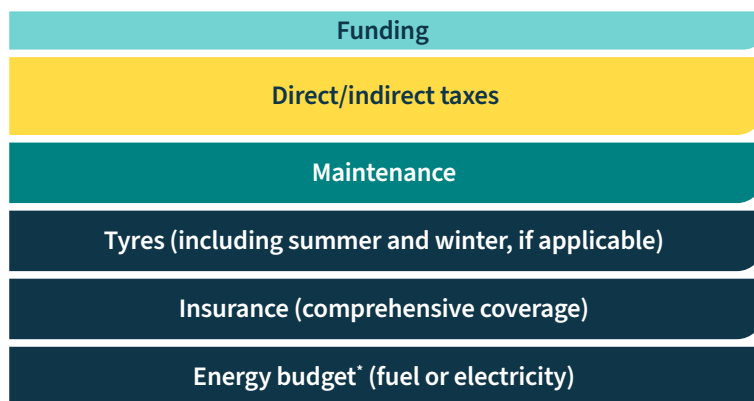 Funding
Direct/indirect taxes
Maintenance
Tyres (including summer and winter, if applicable)
Insurance (comprehensive coverage)
Energy budget* (fuel or electricity)